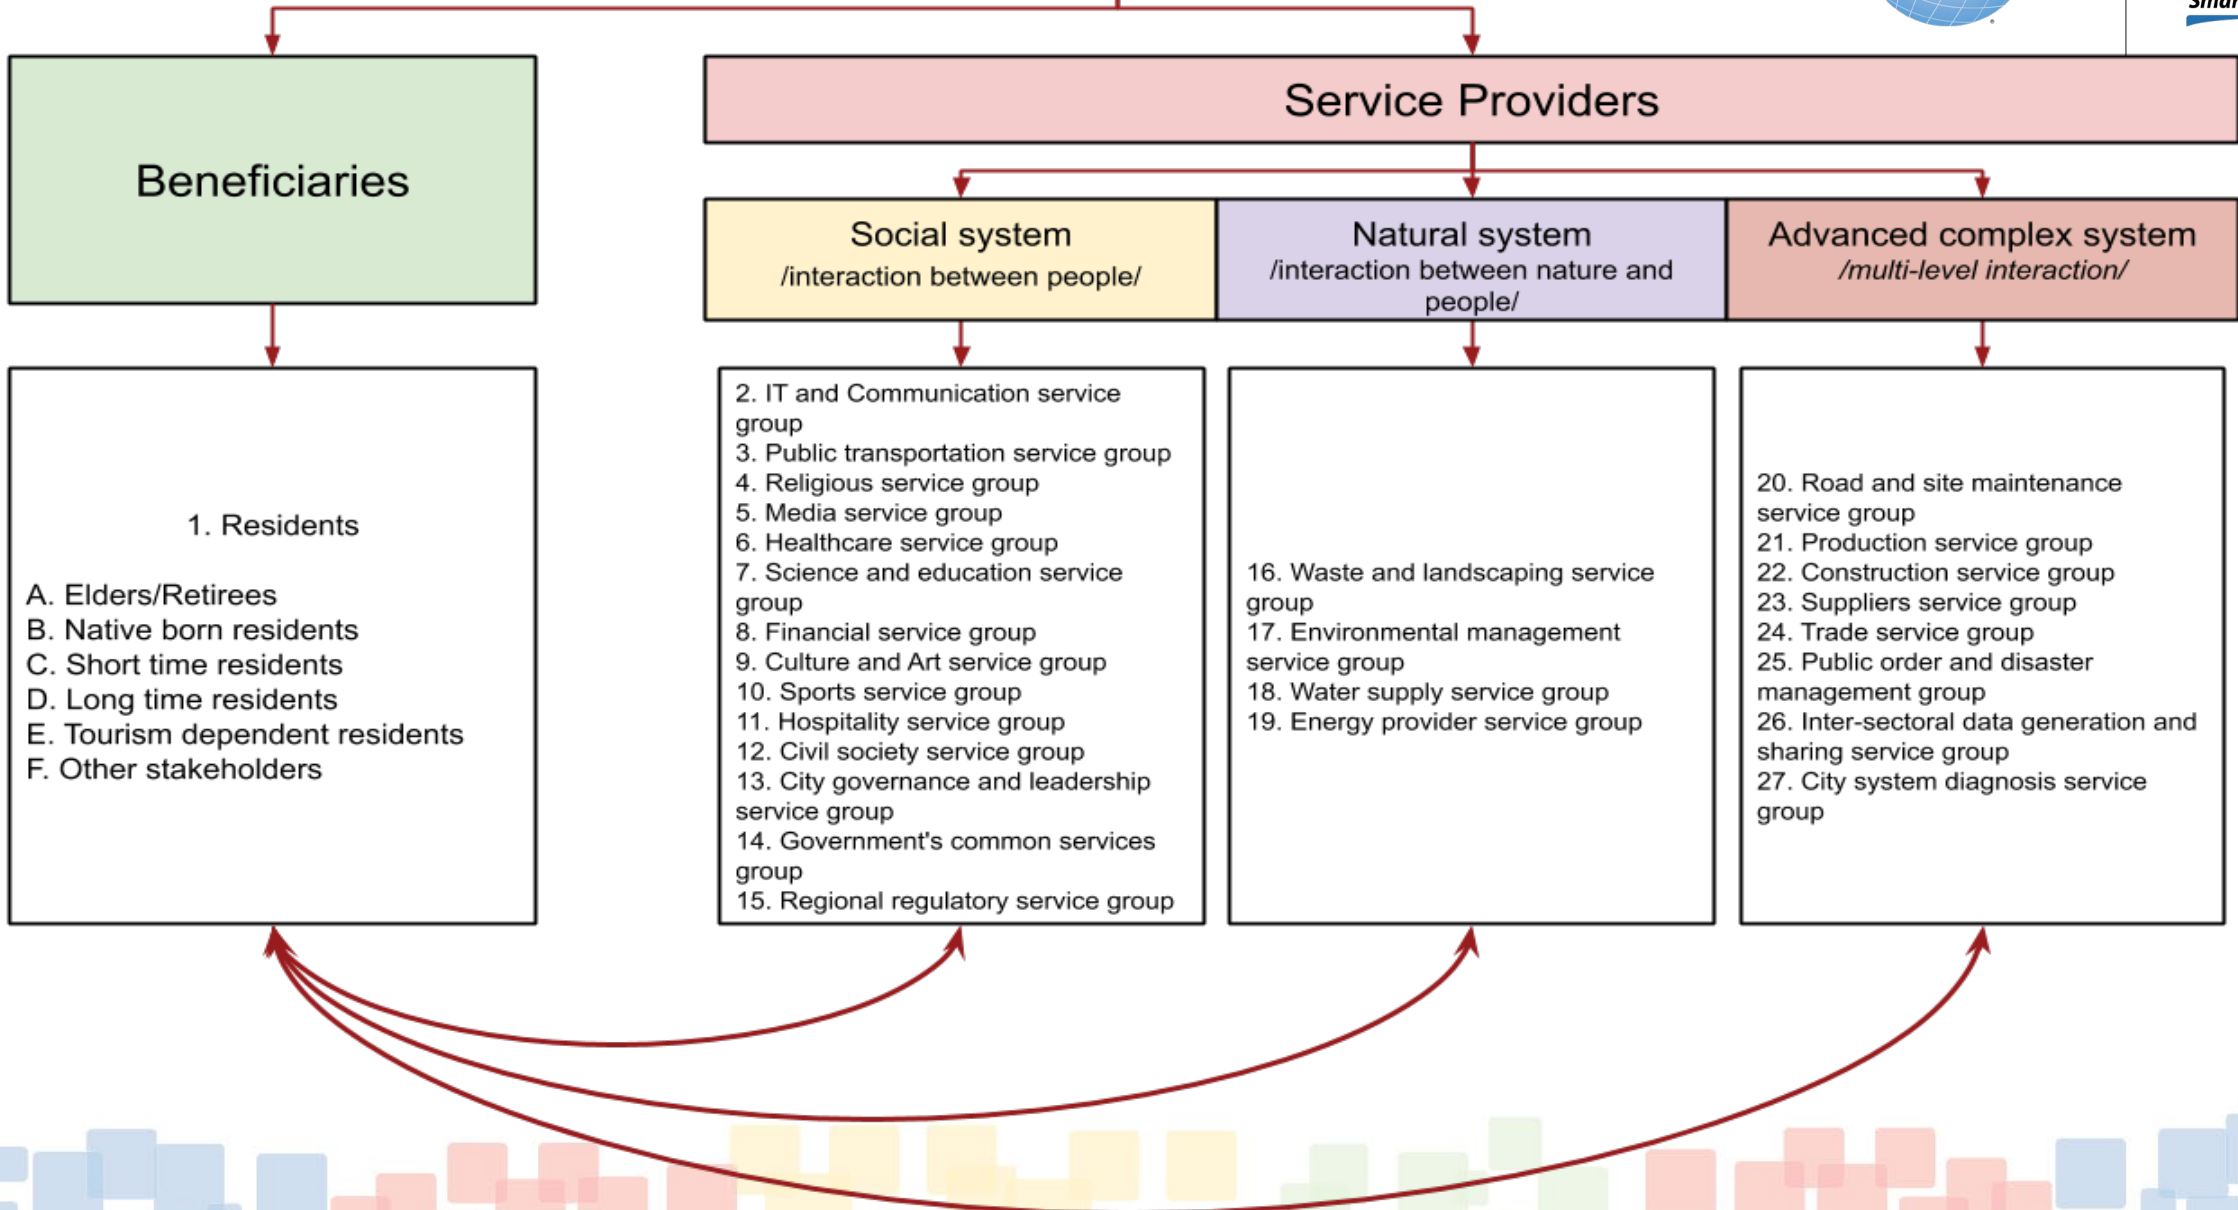 Smar
Beneficiaries
Service Providers
Social system
/interaction between people/
Natural system
/interaction between nature and
people/
Advanced complex system
/multi-level interaction/
1. Residents
A. Elders/Retirees
B. Native born residents
C. Short time residents
D. Long time residents
E. Tourism dependent residents
F. Other stakeholders
2. IT and Communication service
group
3. Public transportation service group
4. Religious service group
5. Media service group
6. Healthcare service group
7. Science and education service
group
8. Financial service group
9. Culture and Art service group
10. Sports service group
11. Hospitality service group
12. Civil society service group
13. City governance and leadership
service group
14. Government's common services
group
15. Regional regulatory service group
16. Waste and landscaping service
group
17. Environmental management
service group
18. Water supply service group
19. Energy provider service group
20. Road and site maintenance
service group
21. Production service group
22. Construction service group
23. Suppliers service group
24. Trade service group
25. Public order and disaster
management group
26. Inter-sectoral data generation and
sharing service group
27. City system diagnosis service
group